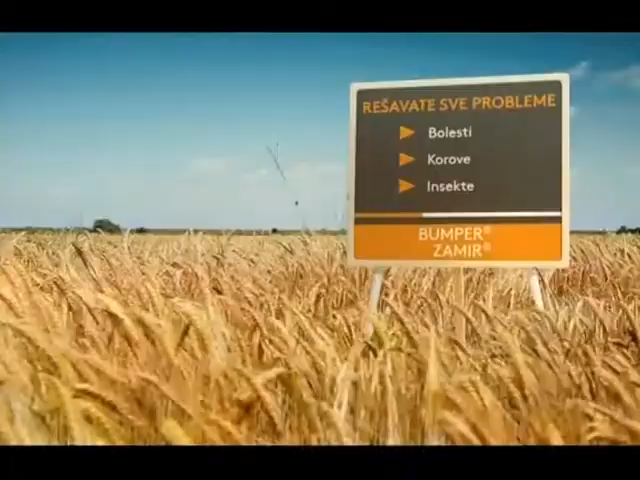 REŠAVATE SVE PROBLEME
Bolesti
Korove
Insekte
BUMPER®
ZAMIR®